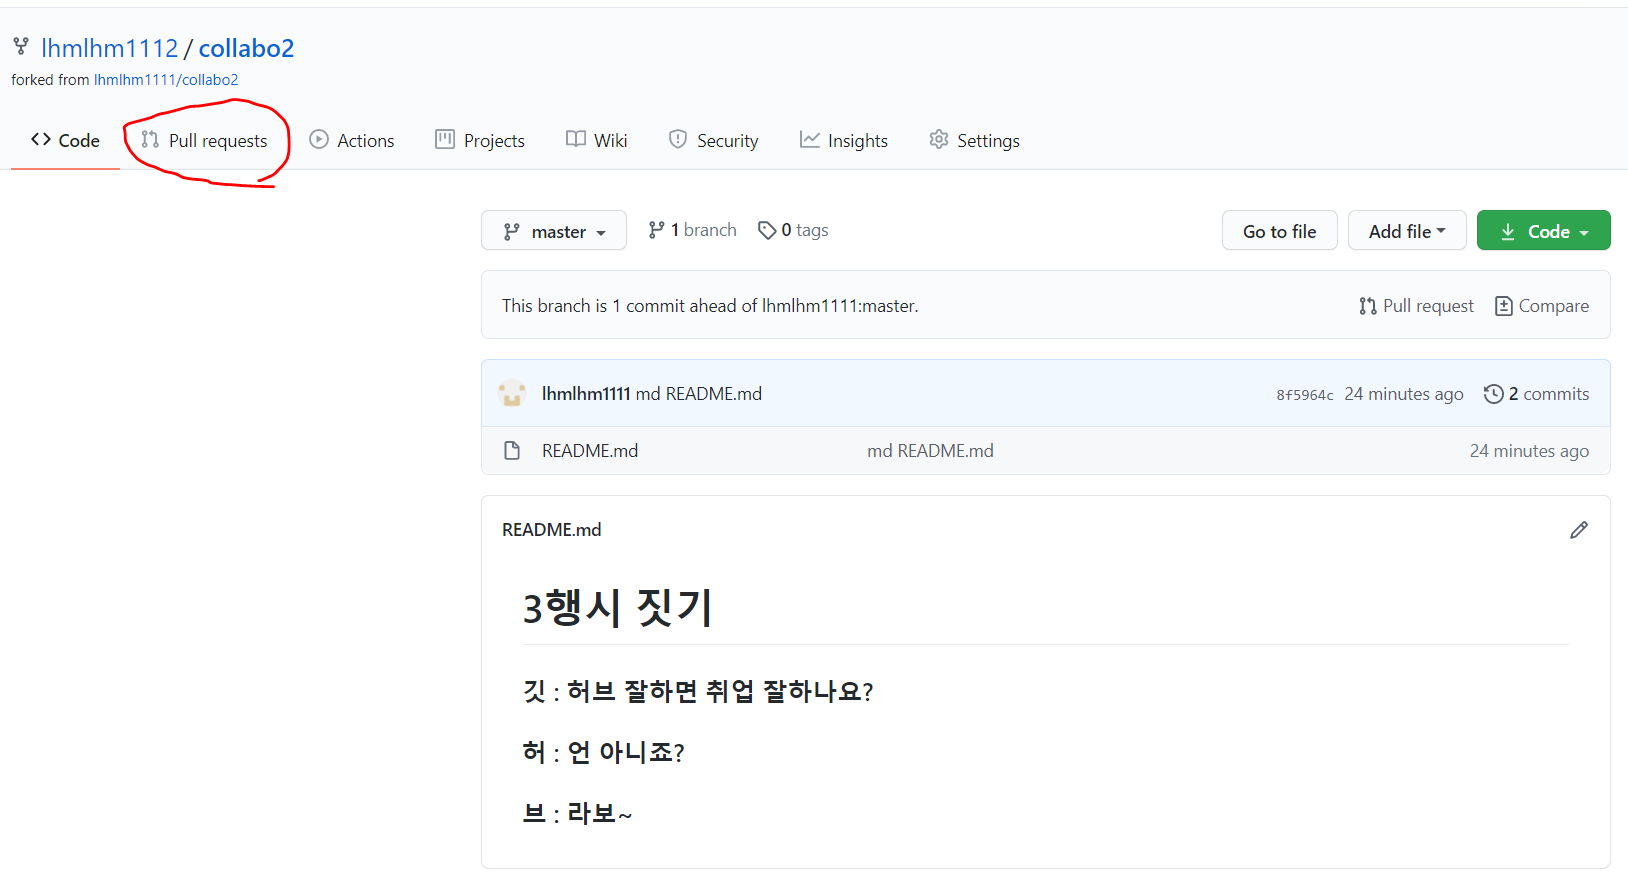 lhmlhm1112 / collabo2
forked from lhmlhm1111/collabo2
Code Pull requests Actions Projects Wiki Security Insights Settings
master 1 branch 0 tags Go to file Add file Code
This branch is 1 commit ahead of lhmlhm1111:master. Pull request Compare
lhmlhm1111 md README.md 8f5964c 24 minutes ago 2 commits
README.md md README.md 24 minutes ago
README.md
3행시 짓기
깃 : 허브 잘하면 취업 잘하나요?
허 : 언 아니죠?
브 : 라보~